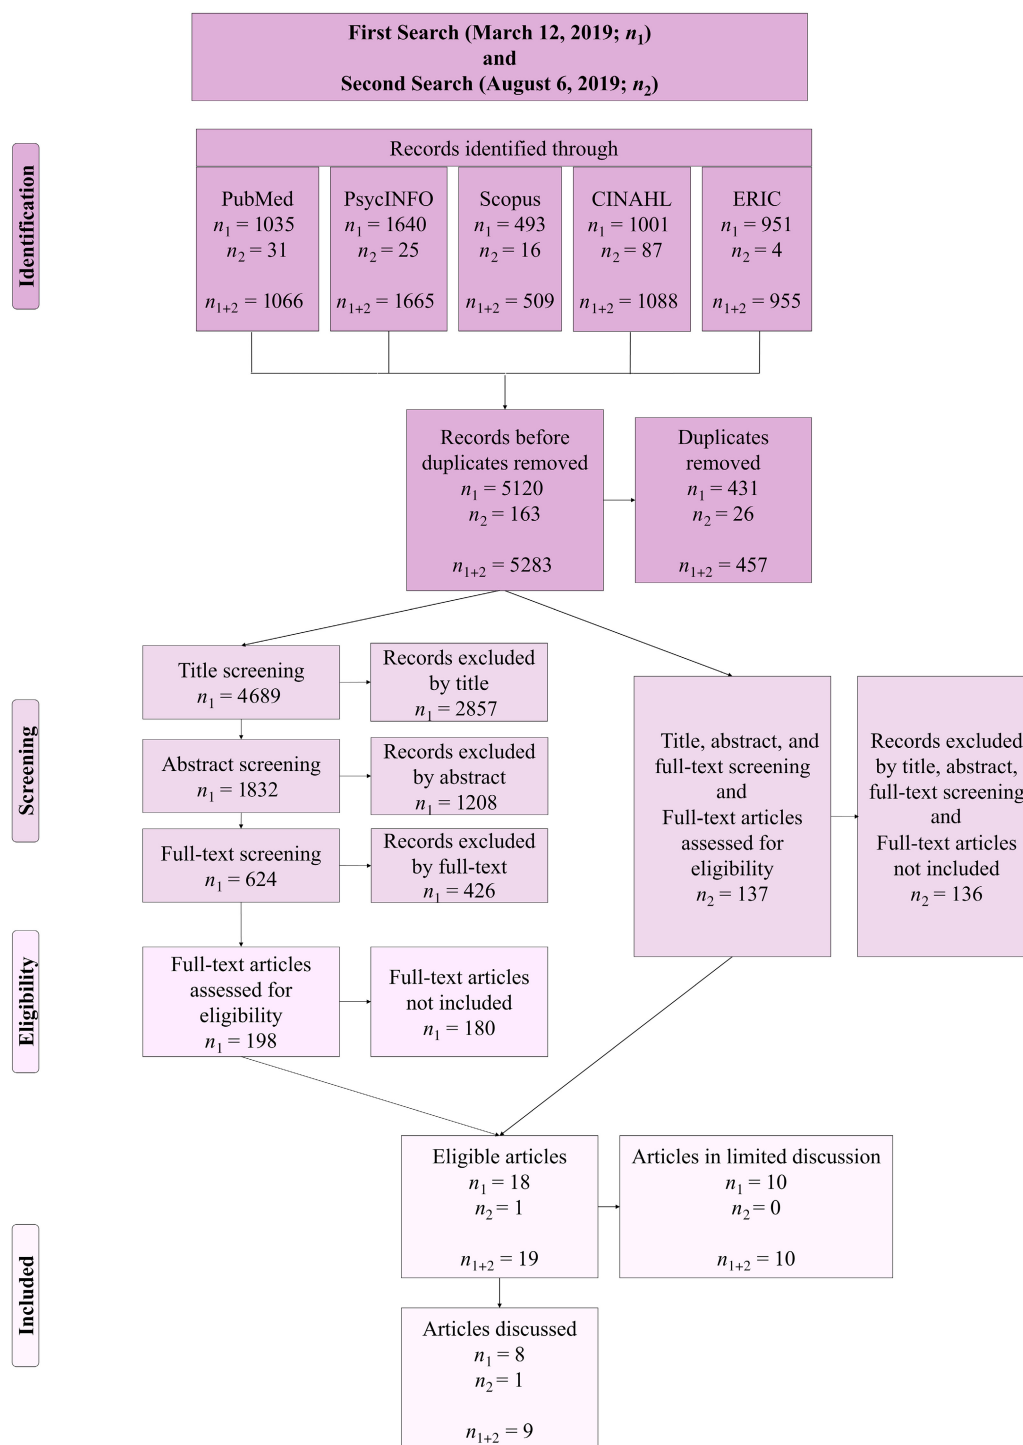 First Search (March 12, 2019; n1)
and
Second Search (August 6, 2019; n2)
Identification
Records identified through
PubMed
n1 = 1035
n2 = 31
n1+2 = 1066
PsycINFO
n1 = 1640
n2 = 25
n1+2 = 1665
Scopus
n1 = 493
n2 = 16
n1+2 = 509
CINAHL
n1 = 1001
n2 = 87
n1+2 = 1088
ERIC
n1 = 951
n2 = 4
n1+2 = 955
Records before
duplicates removed
n1 = 5120
n2 = 163
n1+2 = 5283
Duplicates
removed
n1 = 431
n2 = 26
n1+2 = 457
Screening
Title screening
n1 = 4689
Records excluded
by title
n1 = 2857
Abstract screening
n1 = 1832
Records excluded
by abstract
n1 = 1208
Full-text screening
n1 = 624
Records excluded
by full-text
n1 = 426
Title, abstract, and
full-text screening
and
Full-text articles
assessed for
eligibility
n2 = 137
Records excluded
by title, abstract,
full-text screening
and
Full-text articles
not included
n2 = 136
Eligibility
Full-text articles
assessed for
eligibility
n1 = 198
Full-text articles
not included
n1 = 180
Included
Eligible articles
n1 = 18
n2 = 1
n1+2 = 19
Articles in limited discussion
n1 = 10
n2 = 0
n1+2 = 10
Articles discussed
n1 = 8
n2 = 1
n1+2 = 9